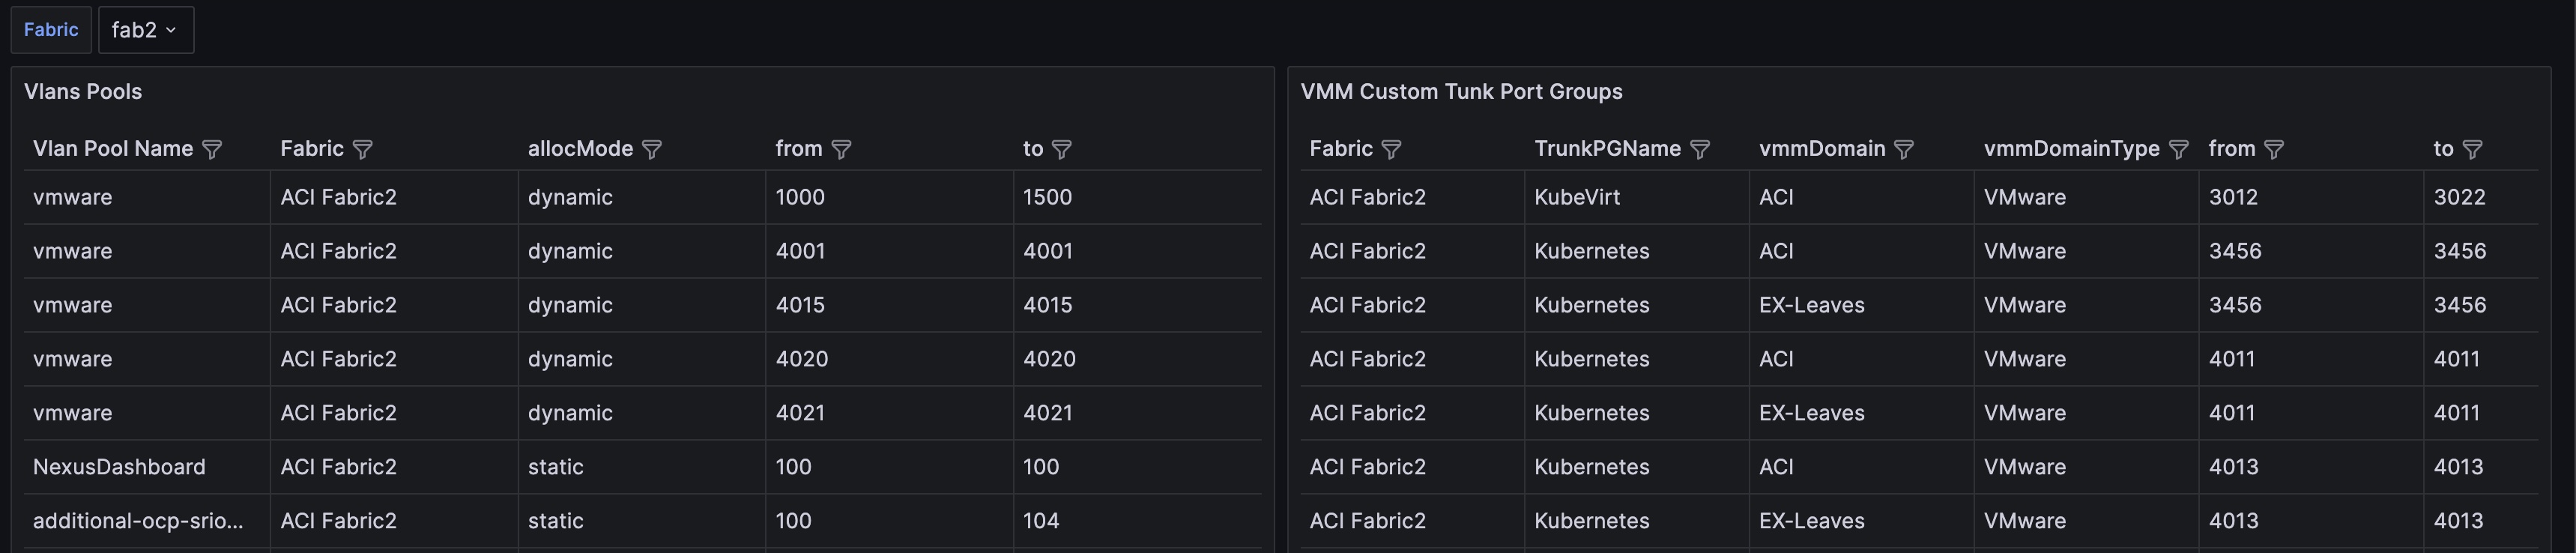 Fabric fab2
Vlans Pools
Vlan Pool Name Fabric allocMode from to
vmware ACI Fabric2 dynamic 1000 1500
vmware ACI Fabric2 dynamic 4001 4001
vmware ACI Fabric2 dynamic 4015 4015
vmware ACI Fabric2 dynamic 4020 4020
vmware ACI Fabric2 dynamic 4021 4021
NexusDashboard ACI Fabric2 static 100 100
additional-ocp-srio... ACI Fabric2 static 100 104
VMM Custom Tunk Port Groups
Fabric TrunkPGName vmmDomain vmmDomainType from to
ACI Fabric2 KubeVirt ACI VMware 3012 3022
ACI Fabric2 Kubernetes ACI VMware 3456 3456
ACI Fabric2 Kubernetes EX-Leaves VMware 3456 3456
ACI Fabric2 Kubernetes ACI VMware 4011 4011
ACI Fabric2 Kubernetes EX-Leaves VMware 4011 4011
ACI Fabric2 Kubernetes ACI VMware 4013 4013
ACI Fabric2 Kubernetes EX-Leaves VMware 4013 4013